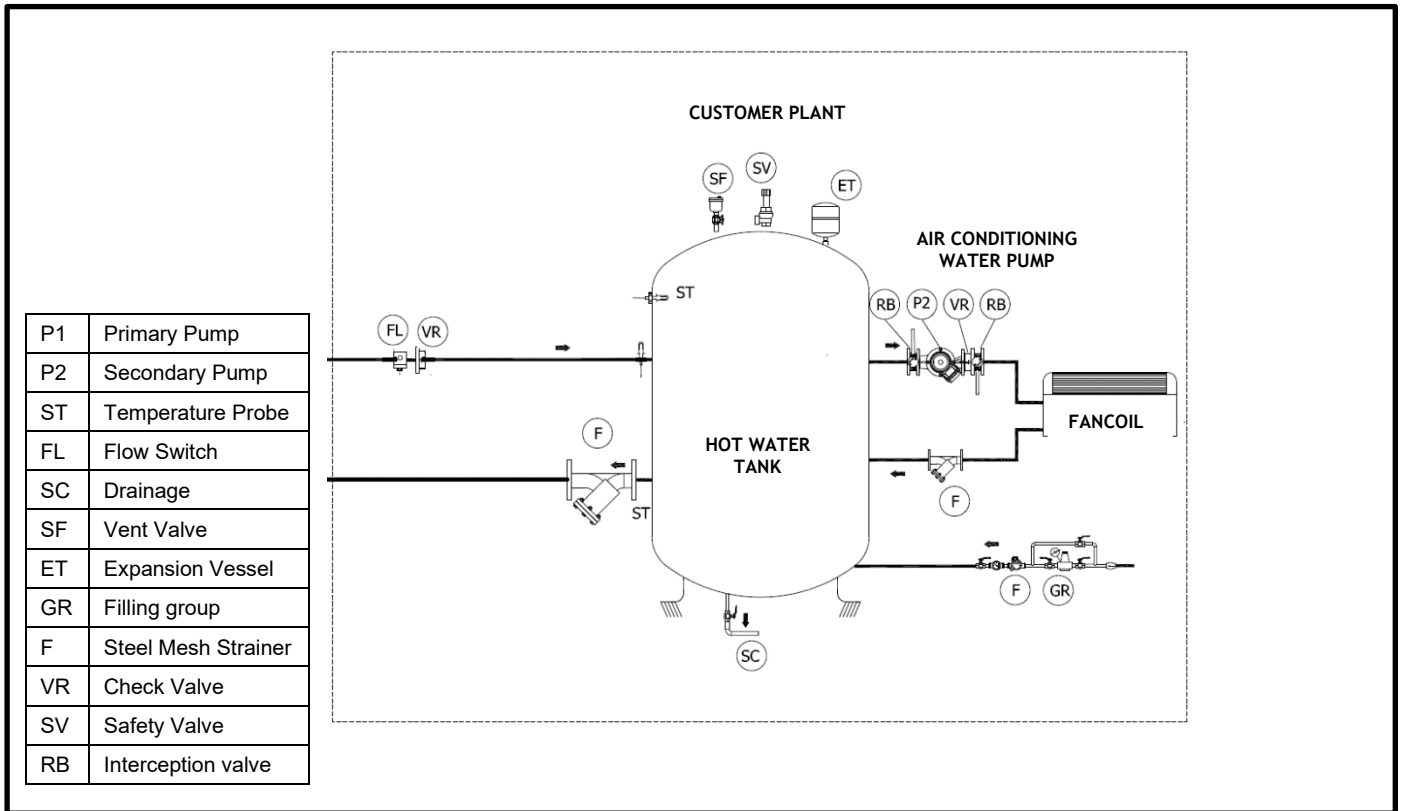 CUSTOMER PLANT
SF
SV
ET
AIR CONDITIONING
WATER PUMP
ST
RB
P2
VR
RB
FL
VR
FANCOIL
F
HOT WATER
TANK
ST
F
F
GR
SC
P1 Primary Pump
P2 Secondary Pump
ST Temperature Probe
FL Flow Switch
SC Drainage
SF Vent Valve
ET Expansion Vessel
GR Filling group
F Steel Mesh Strainer
VR Check Valve
SV Safety Valve
RB Interception valve